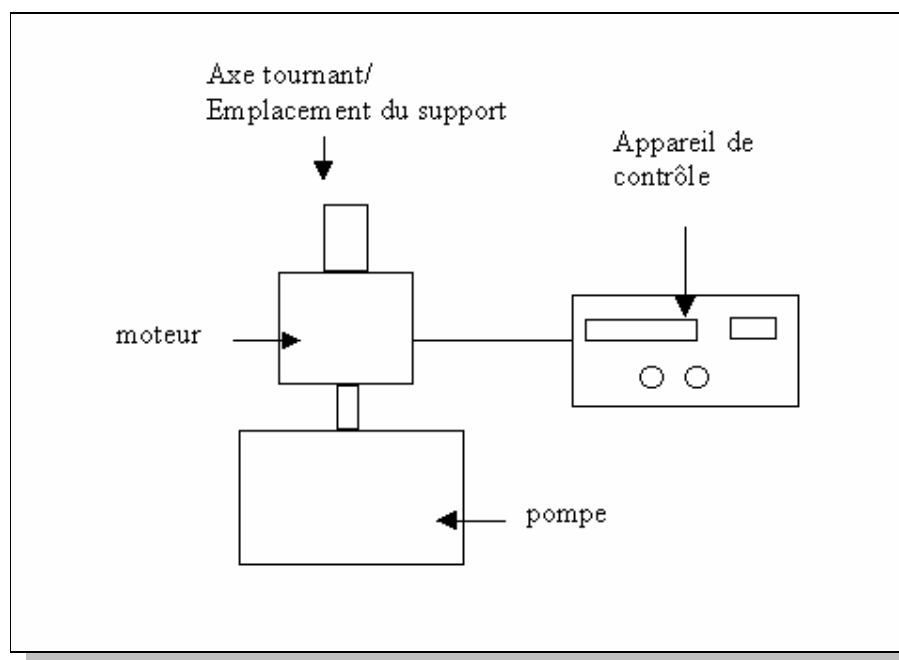 Axe tournant/
Emplacement du support
Appareil de
contrôle
moteur
pompe